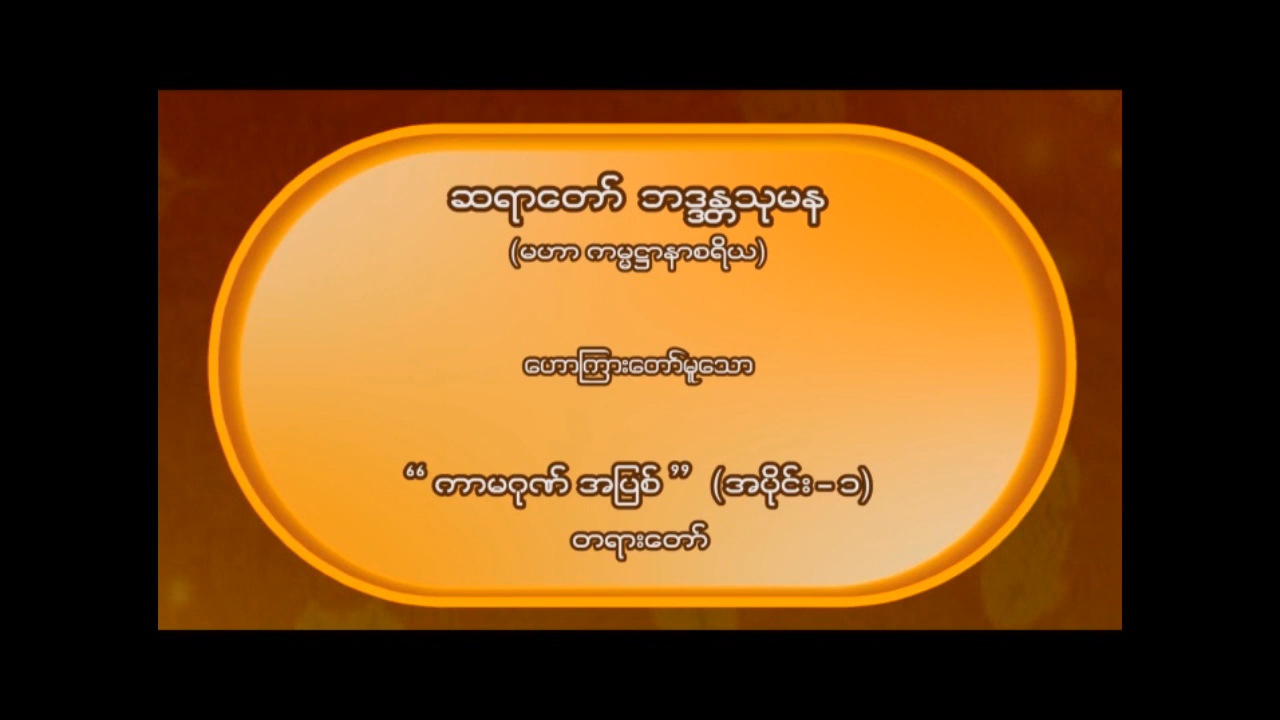 ဆရာတော် ဘဒ္ဒန္တသုမန
(မဟာ ကမ္မဋ္ဌာနာစရိယ)
ဟောကြားတော်မူသော
“ ကာမဂုဏ် အပြစ် ” (အပိုင်း – ၁)
တရားတော်